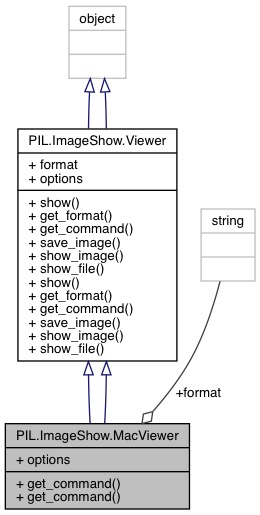 object
PIL.ImageShow.Viewer
+ format
+ options
+ show()
+ get_format()
+ get_command()
+ save_image()
+ show_image()
+ show_file()
+ show()
+ get_format()
+ get_command()
+ save_image()
+ show_image()
+ show_file()
string
+format
PIL.ImageShow.MacViewer
+ options
+ get_command()
+ get_command()